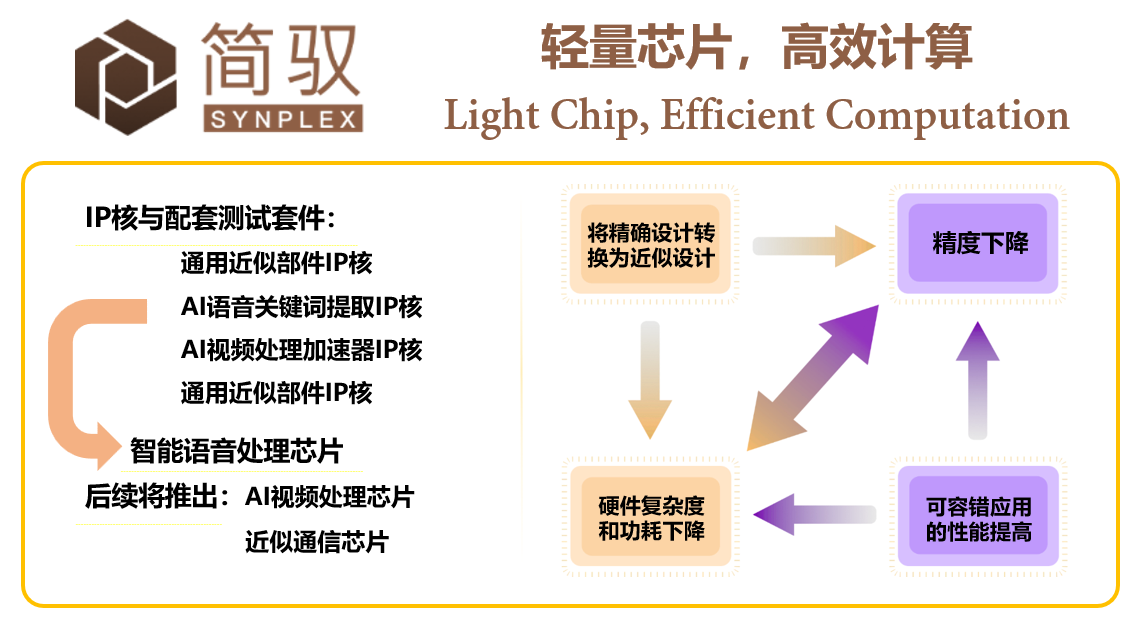 简驭
SYNPLEX
轻量芯片，高效计算
Light Chip, Efficient Computation
IP核与配套测试套件：
通用近似部件IP核
AI语音关键词提取IP核
AI视频处理加速器IP核
通用近似部件IP核
智能语音处理芯片
后续将推出：AI视频处理芯片
近似通信芯片
将精确设计转
换为近似设计
精度下降
硬件复杂度
和功耗下降
可容错应用
的性能提高